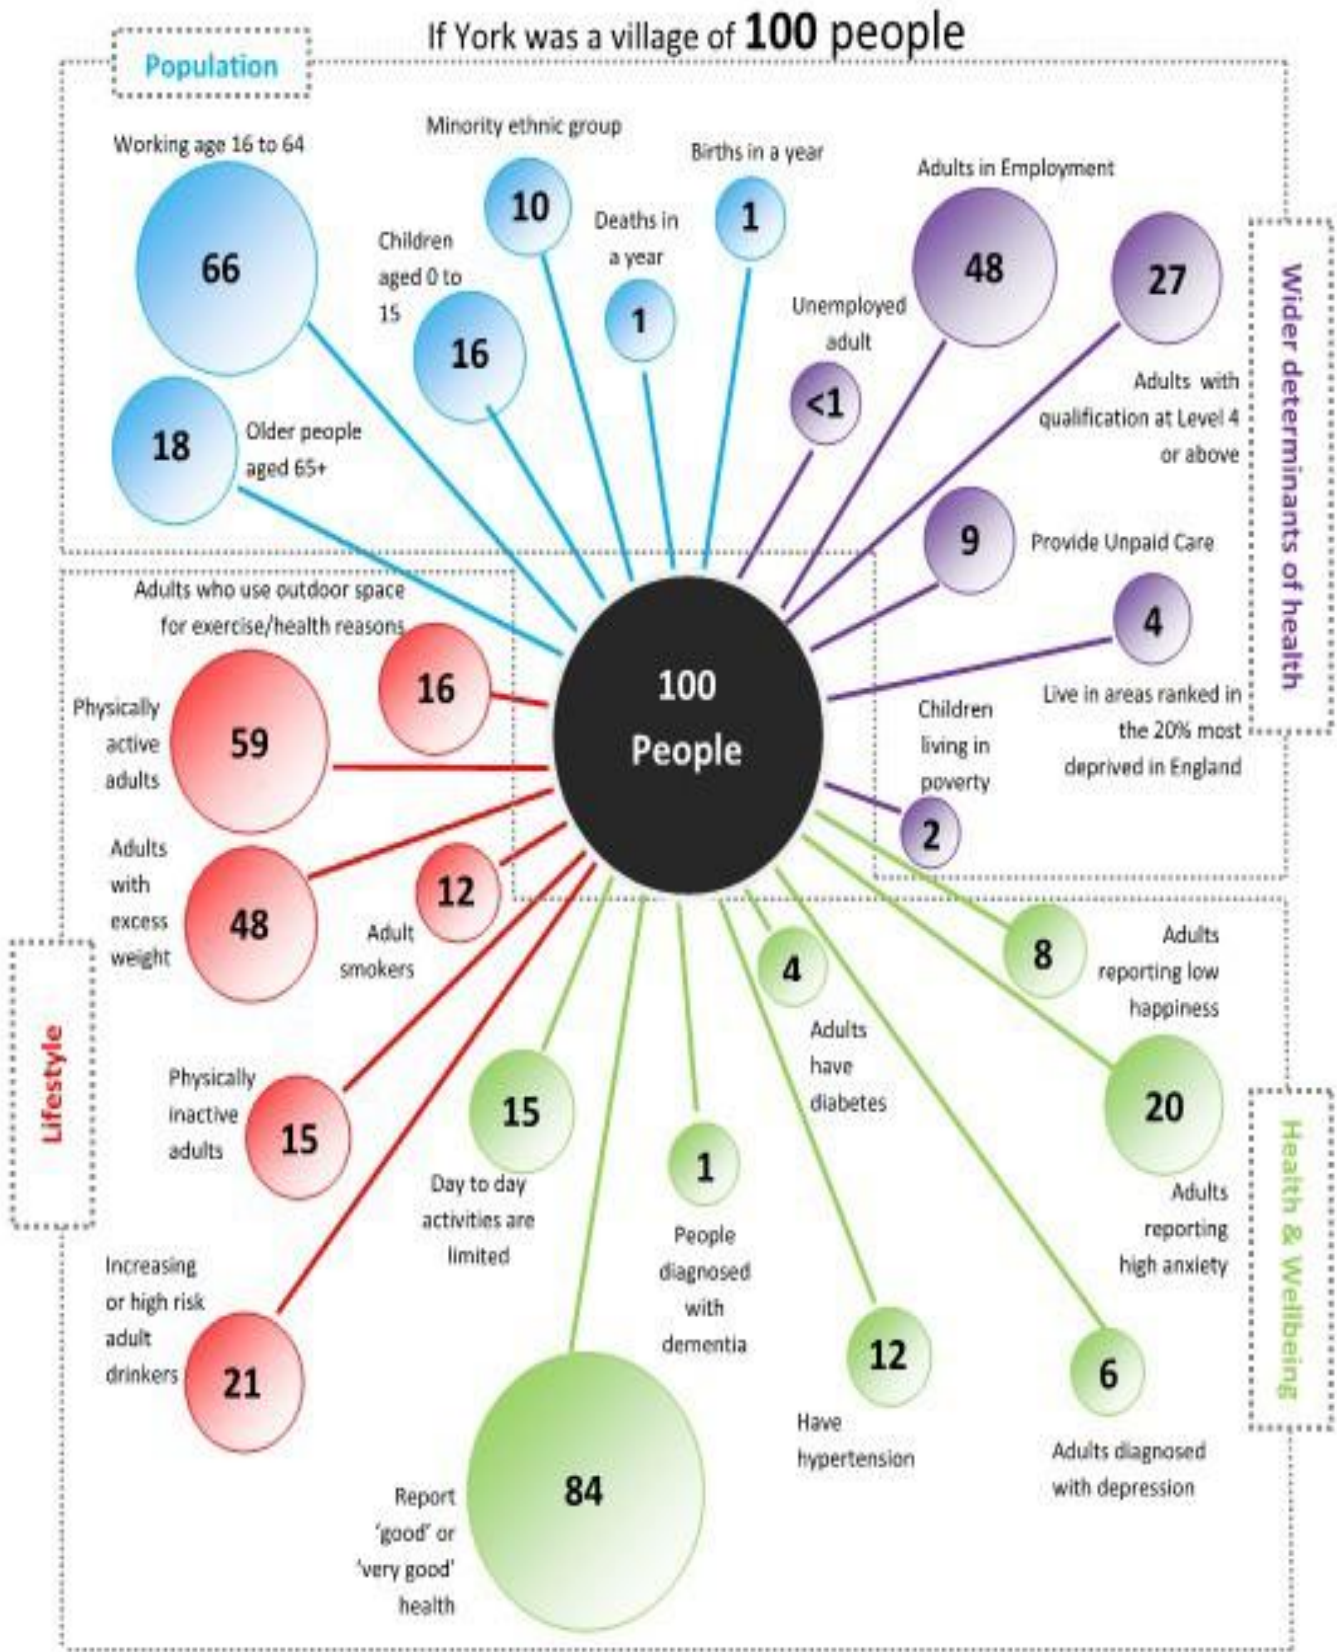 If York was a village of 100 people
Population
Working age 16 to 64
66
18
Older people
aged 65+
Children
aged 0 to
15
16
Minority ethnic group
10
Deaths in
a year
1
Births in a year
1
Wider determinants of health
Unemployed
adult
<1
Adults in Employment
48
27
Adults with
qualification at Level 4
or above
9
Provide Unpaid Care
4
Live in areas ranked in
the 20% most
deprived in England
Children
living in
poverty
2
100
People
Lifestyle
Adults who use outdoor space
for exercise/health reasons
16
Physically
active
adults
59
Adults
with
excess
weight
48
12
Adult
smokers
Physically
inactive
adults
15
Increasing
or high risk
adult
drinkers
21
Health & Wellbeing
15
Day to day
activities are
limited
84
Report
‘good’ or
‘very good’
health
1
People
diagnosed
with
dementia
4
Adults
have
diabetes
12
Have
hypertension
6
Adults diagnosed
with depression
8
Adults
reporting low
happiness
20
Adults
reporting
high anxiety